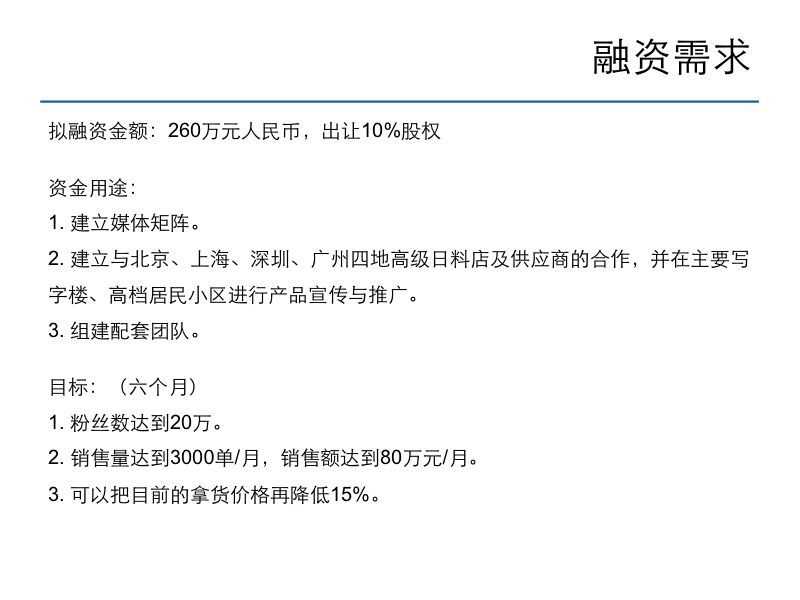 融资需求
拟融资金额：260万元人民币，出让10%股权
资金用途：
1. 建立媒体矩阵。
2. 建立与北京、上海、深圳、广州四地高级日料店及供应商的合作，并在主要写
字楼、高档居民小区进行产品宣传与推广。
3. 组建配套团队。
目标：（六个月）
1. 粉丝数达到20万。
2. 销售量达到3000单/月，销售额达到80万元/月。
3. 可以把目前的拿货价格再降低15%。